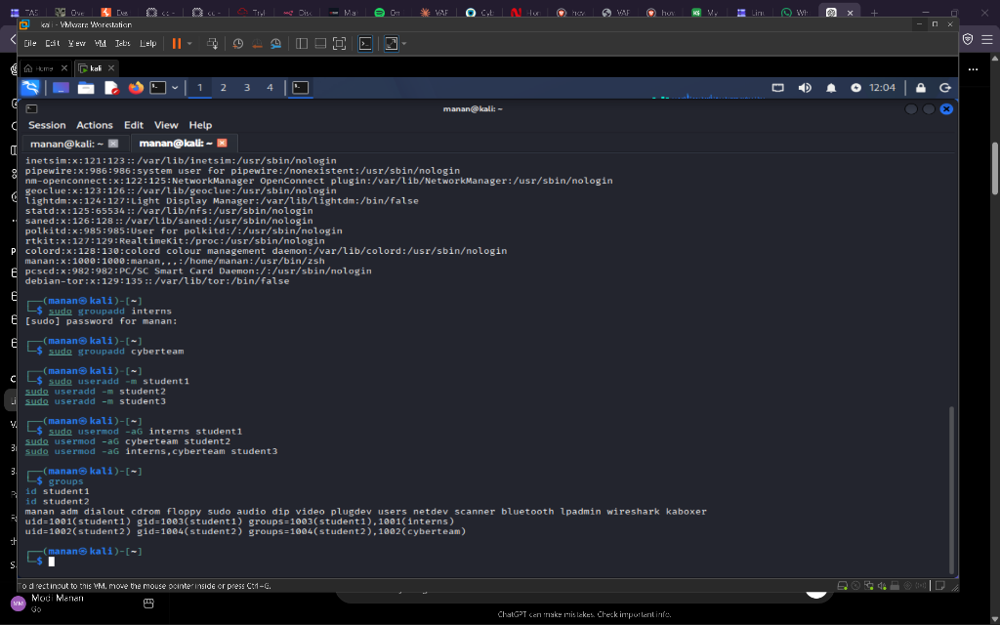 kali - VMware Workstation
File Edit View VM Tabs Help
Home
kali
1 2 3 4
12:04
manan@kali: ~
Session Actions Edit View Help
manan@kali: ~
manan@kali: ~
inetsim:x:121:123::/var/lib/inetsim:/usr/sbin/nologin
pipewire:x:986:986:system user for pipewire:/nonexistent:/usr/sbin/nologin
nm-openconnect:x:122:125:NetworkManager OpenConnect plugin:/var/lib/NetworkManager:/usr/sbin/nologin
geoclue:x:123:126::/var/lib/geoclue:/usr/sbin/nologin
lightdm:x:124:127:Light Display Manager:/var/lib/lightdm:/bin/false
statd:x:125:65534::/var/lib/nfs:/usr/sbin/nologin
saned:x:126:128::/var/lib/saned:/usr/sbin/nologin
polkitd:x:985:985:User for polkitd:/:/usr/sbin/nologin
rtkit:x:127:129:RealtimeKit:/proc:/usr/sbin/nologin
colord:x:128:130:colord colour management daemon:/var/lib/colord:/usr/sbin/nologin
manan:x:1000:1000:manan,,,:/home/manan:/usr/bin/zsh
pcscd:x:982:982:PC/SC Smart Card Daemon:/:/usr/sbin/nologin
debian-tor:x:129:135::/var/lib/tor:/bin/false
┌──(manan㉿kali)-[~]
└─$ sudo groupadd interns
[sudo] password for manan:
┌──(manan㉿kali)-[~]
└─$ sudo groupadd cyberteam
┌──(manan㉿kali)-[~]
└─$ sudo useradd -m student1
sudo useradd -m student2
sudo useradd -m student3
┌──(manan㉿kali)-[~]
└─$ sudo usermod -aG interns student1
sudo usermod -aG cyberteam student2
sudo usermod -aG interns,cyberteam student3
┌──(manan㉿kali)-[~]
└─$ groups
id student1
id student2
manan adm dialout cdrom floppy sudo audio dip video plugdev users netdev scanner bluetooth lpadmin wireshark kaboxer
uid=1001(student1) gid=1003(student1) groups=1003(student1),1001(interns)
uid=1002(student2) gid=1004(student2) groups=1004(student2),1002(cyberteam)
┌──(manan㉿kali)-[~]
└─$
To direct input to this VM, move the mouse pointer inside or press Ctrl+G.
MM Modi Manan
Go
ChatGPT can make mistakes. Check important info.